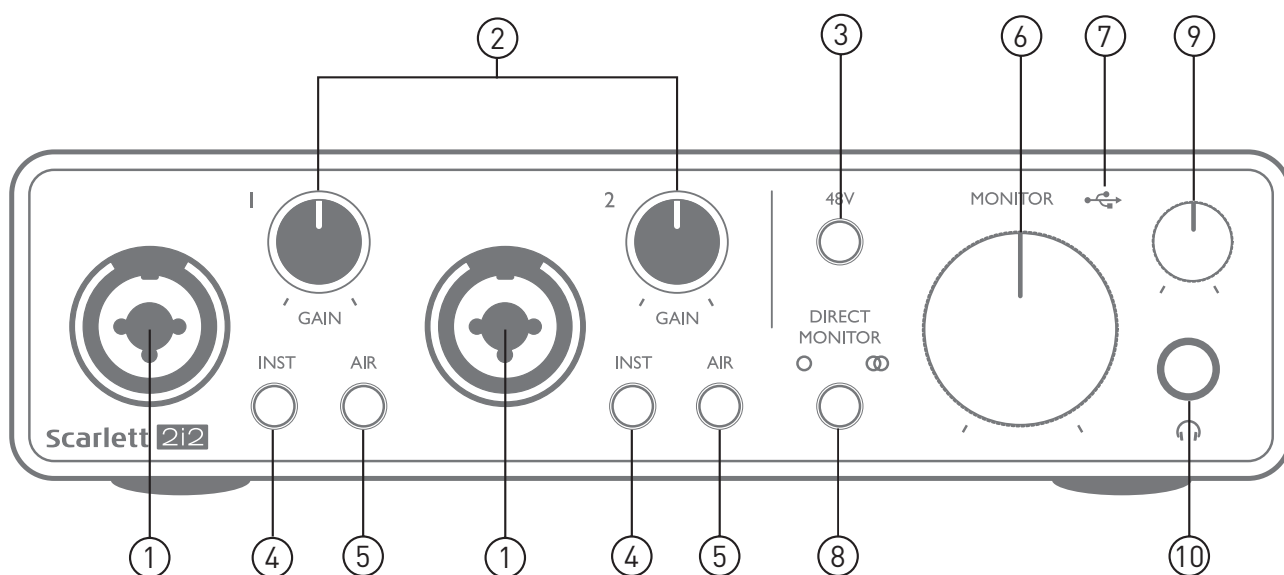 2 3 6 7 9
1 2 48V MONITOR
GAIN GAIN DIRECT
MONITOR
INST AIR INST AIR
Scarlett 2i2
1 4 5 1 4 5 8 10